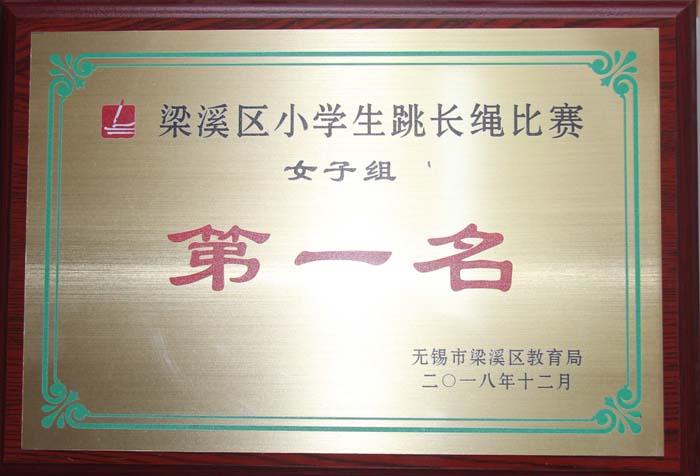 梁溪区小学生跳长绳比赛
女子组
第一名
无锡市梁溪区教育局
二〇一八年十二月